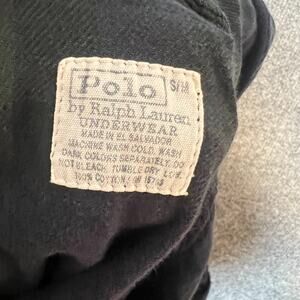 Polo S/M
by Ralph Lauren
UNDERWEAR
MADE IN EL SALVADOR
MACHINE WASH COLD. WASH
DARK COLORS SEPARATELY. DO
NOT BLEACH. TUMBLE DRY LOW.
100% COTTON